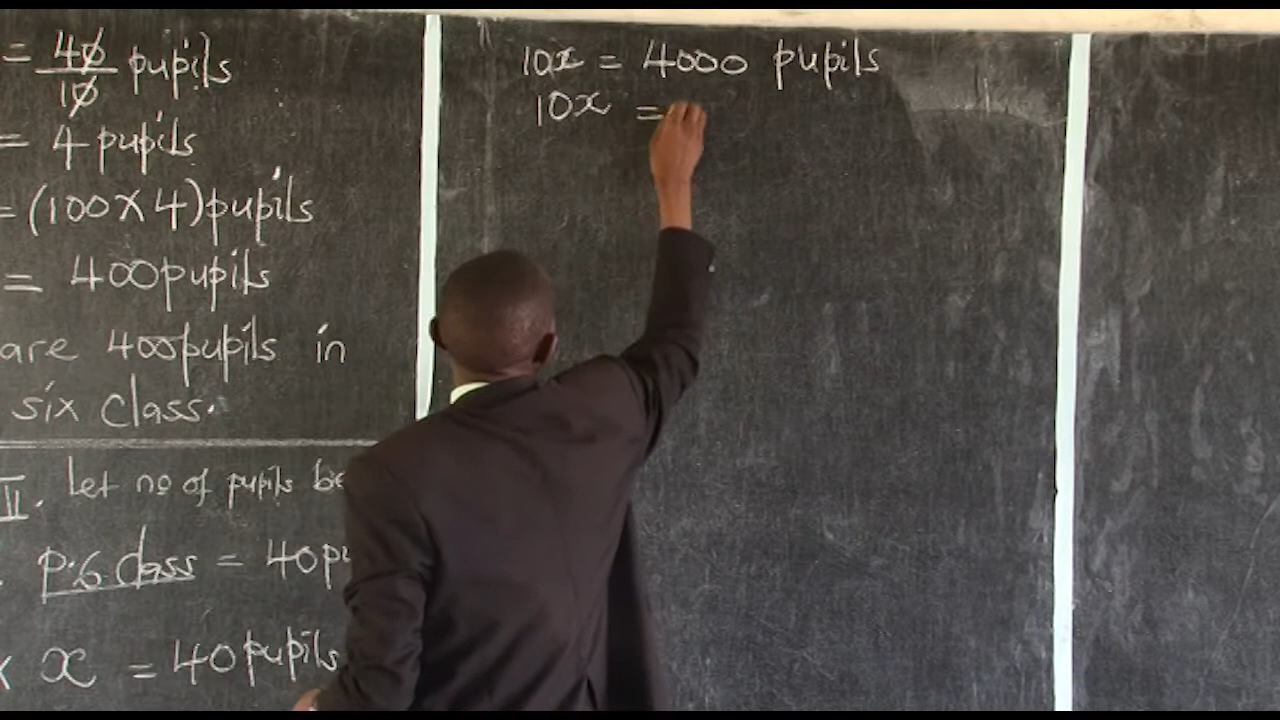 = 40 pupils
10
= 4 pupils
= (100 x 4) pupils
= 400 pupils
are 400 pupils in
six class.
II. Let no of pupils be
P.6 class = 40 pu
x x = 40 pupils
10x = 4000 pupils
10x =